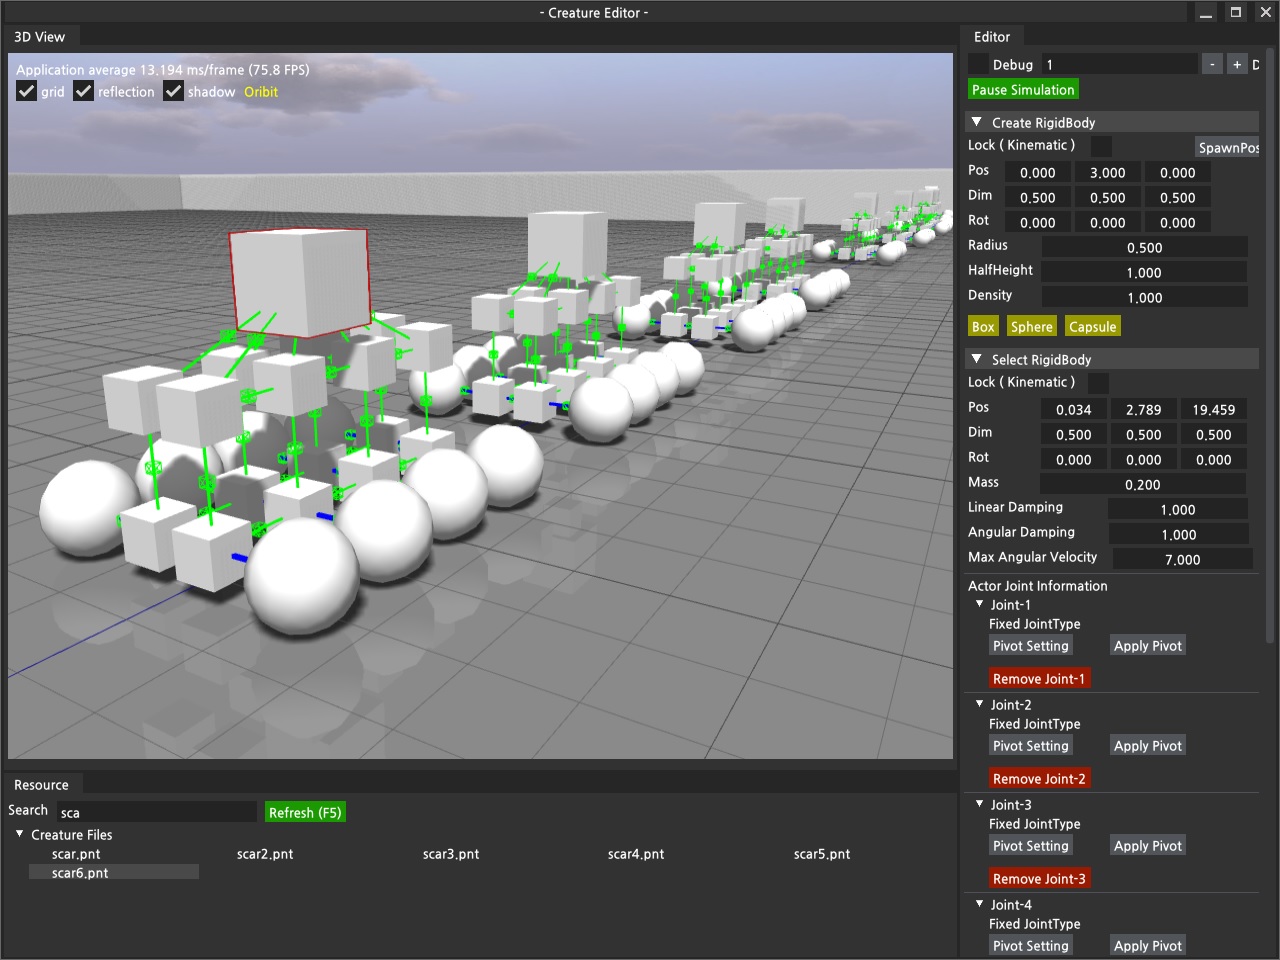 - Creature Editor -
3D View
Application average 13.194 ms/frame (75.8 FPS)
grid reflection shadow Oribit
Resource
Search sca Refresh (F5)
Creature Files
scar.pnt scar2.pnt scar3.pnt scar4.pnt scar5.pnt
scar6.pnt
Editor
Debug 1 - + D
Pause Simulation
Create RigidBody
Lock ( Kinematic ) SpawnPos
Pos 0.000 3.000 0.000
Dim 0.500 0.500 0.500
Rot 0.000 0.000 0.000
Radius 0.500
HalfHeight 1.000
Density 1.000
Box Sphere Capsule
Select RigidBody
Lock ( Kinematic )
Pos 0.034 2.789 19.459
Dim 0.500 0.500 0.500
Rot 0.000 0.000 0.000
Mass 0.200
Linear Damping 1.000
Angular Damping 1.000
Max Angular Velocity 7.000
Actor Joint Information
Joint-1
Fixed JointType
Pivot Setting Apply Pivot
Remove Joint-1
Joint-2
Fixed JointType
Pivot Setting Apply Pivot
Remove Joint-2
Joint-3
Fixed JointType
Pivot Setting Apply Pivot
Remove Joint-3
Joint-4
Fixed JointType
Pivot Setting Apply Pivot